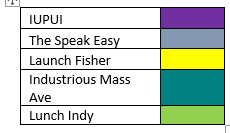 IUPUI
The Speak Easy
Launch Fisher
Industrious Mass
Ave
Lunch Indy